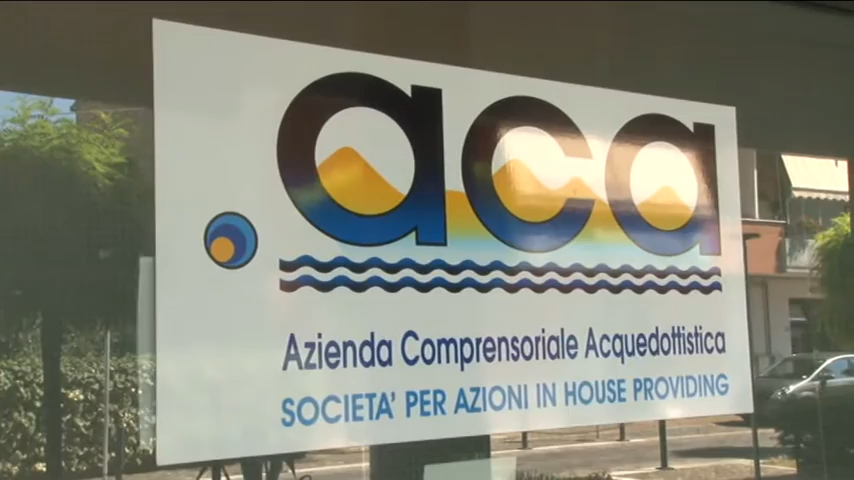 .aca
Azienda Comprensoriale Acquedottistica
SOCIETA' PER AZIONI IN HOUSE PROVIDING